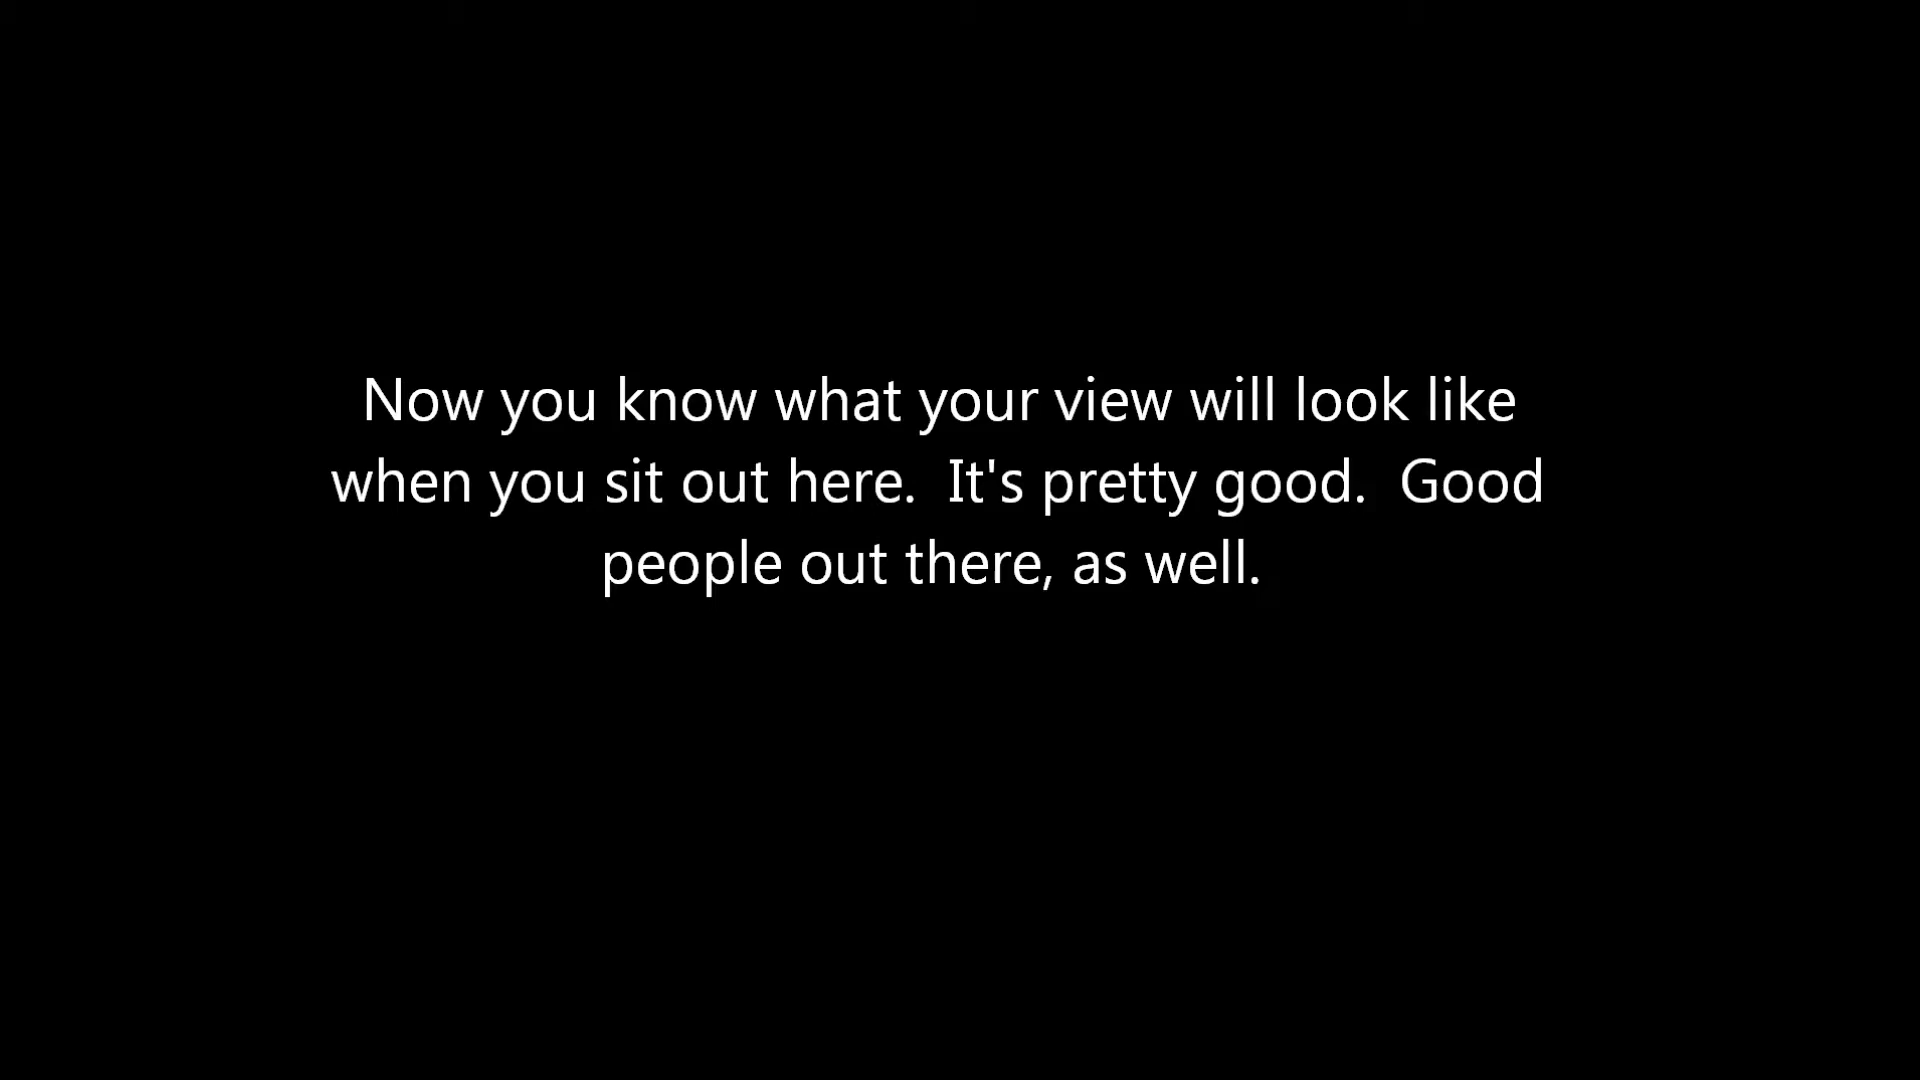 Now you know what your view will look like
when you sit out here.  It's pretty good.  Good
people out there, as well.